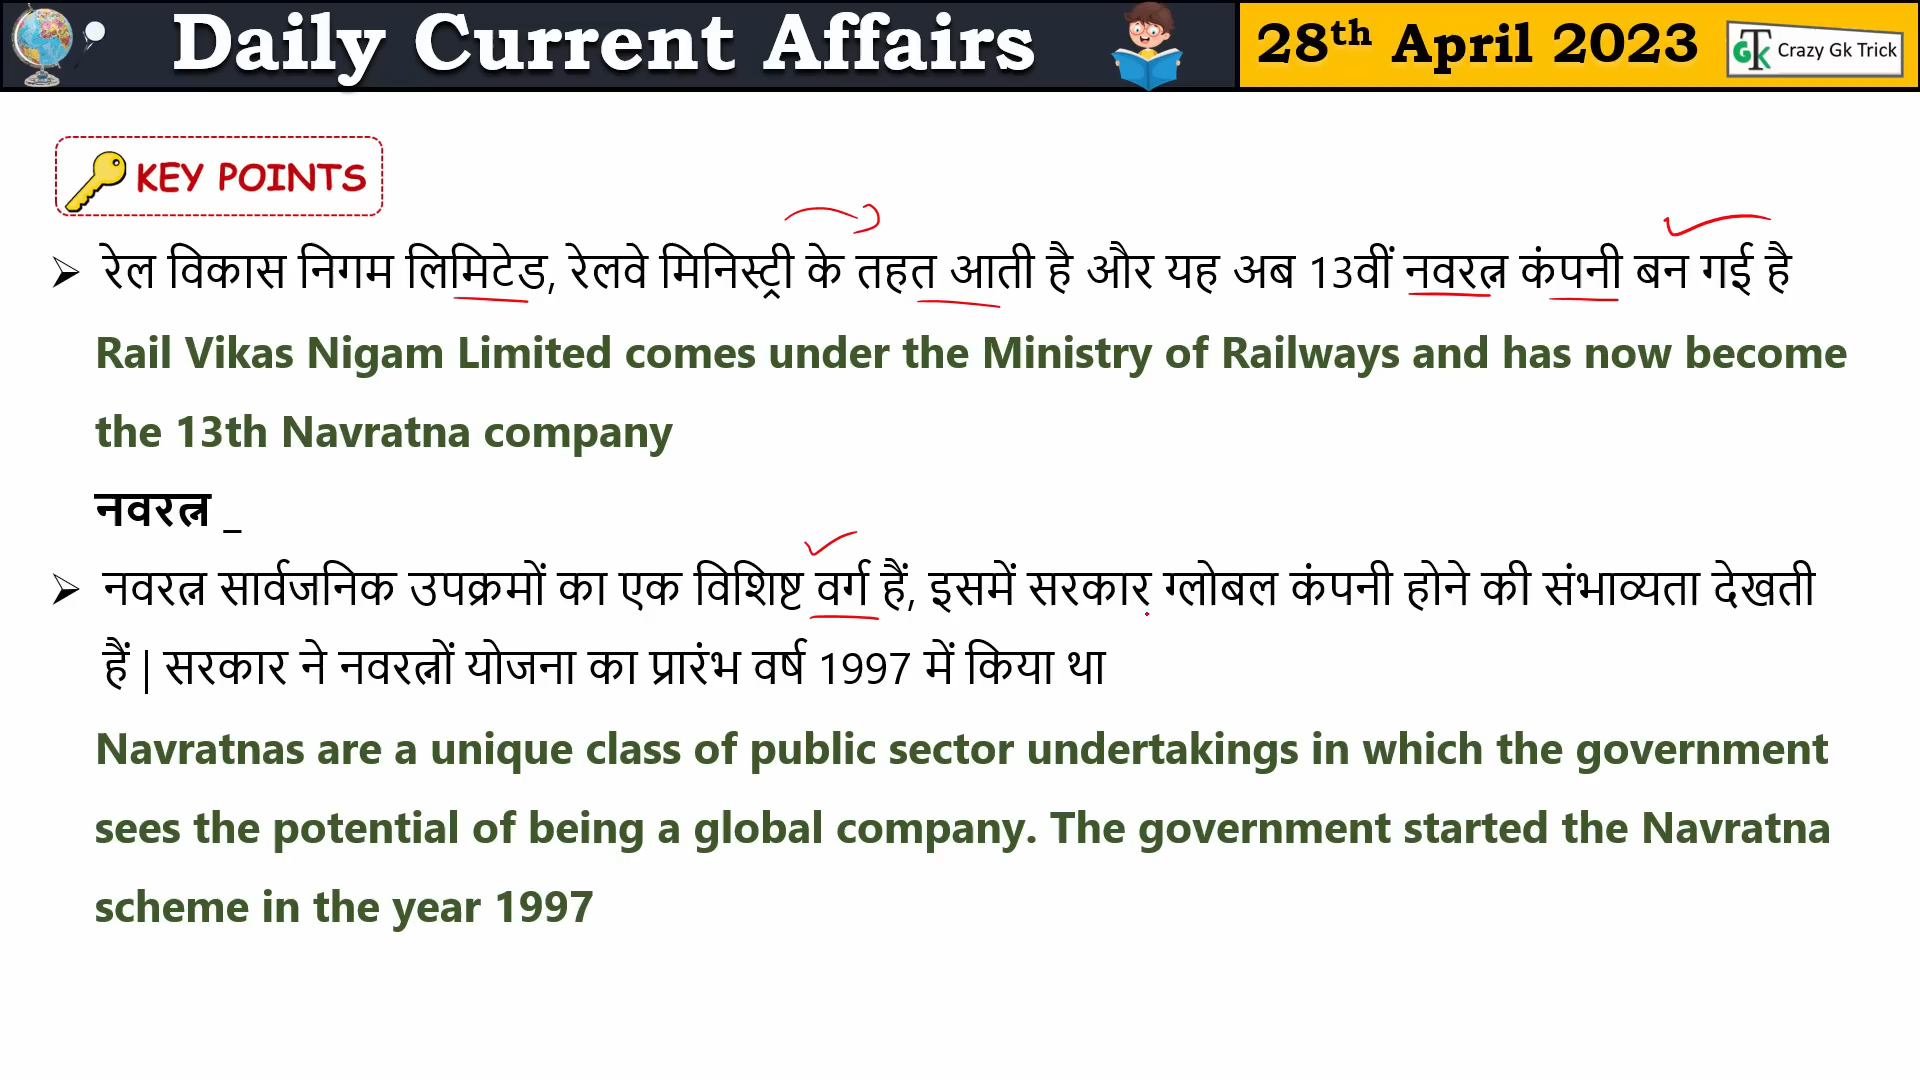 Daily Current Affairs
28th April 2023
GTK Crazy Gk Trick
KEY POINTS
➢ रेल विकास निगम लिमिटेड, रेलवे मिनिस्ट्री के तहत आती है और यह अब 13वीं नवरत्न कंपनी बन गई है
Rail Vikas Nigam Limited comes under the Ministry of Railways and has now become
the 13th Navratna company
नवरत्न _
➢ नवरत्न सार्वजनिक उपक्रमों का एक विशिष्ट वर्ग हैं, इसमें सरकार ग्लोबल कंपनी होने की संभाव्यता देखती
हैं | सरकार ने नवरत्नों योजना का प्रारंभ वर्ष 1997 में किया था
Navratnas are a unique class of public sector undertakings in which the government
sees the potential of being a global company. The government started the Navratna
scheme in the year 1997